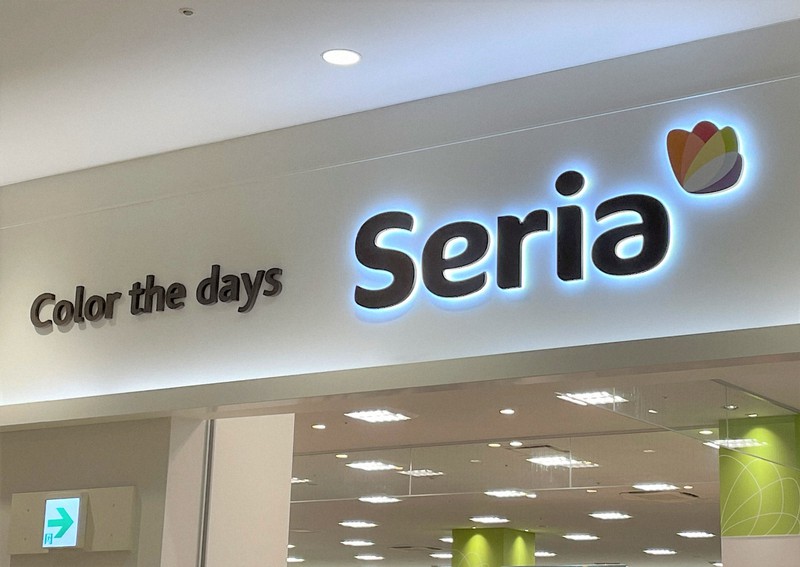 Color the days
Seria